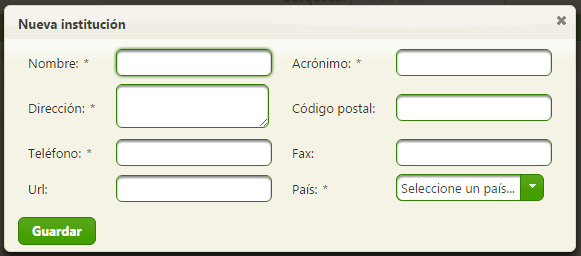 Nueva institución
Nombre: *
Acrónimo: *
Dirección: *
Código postal:
Teléfono: *
Fax:
Url:
País: *
Seleccione un país...
Guardar